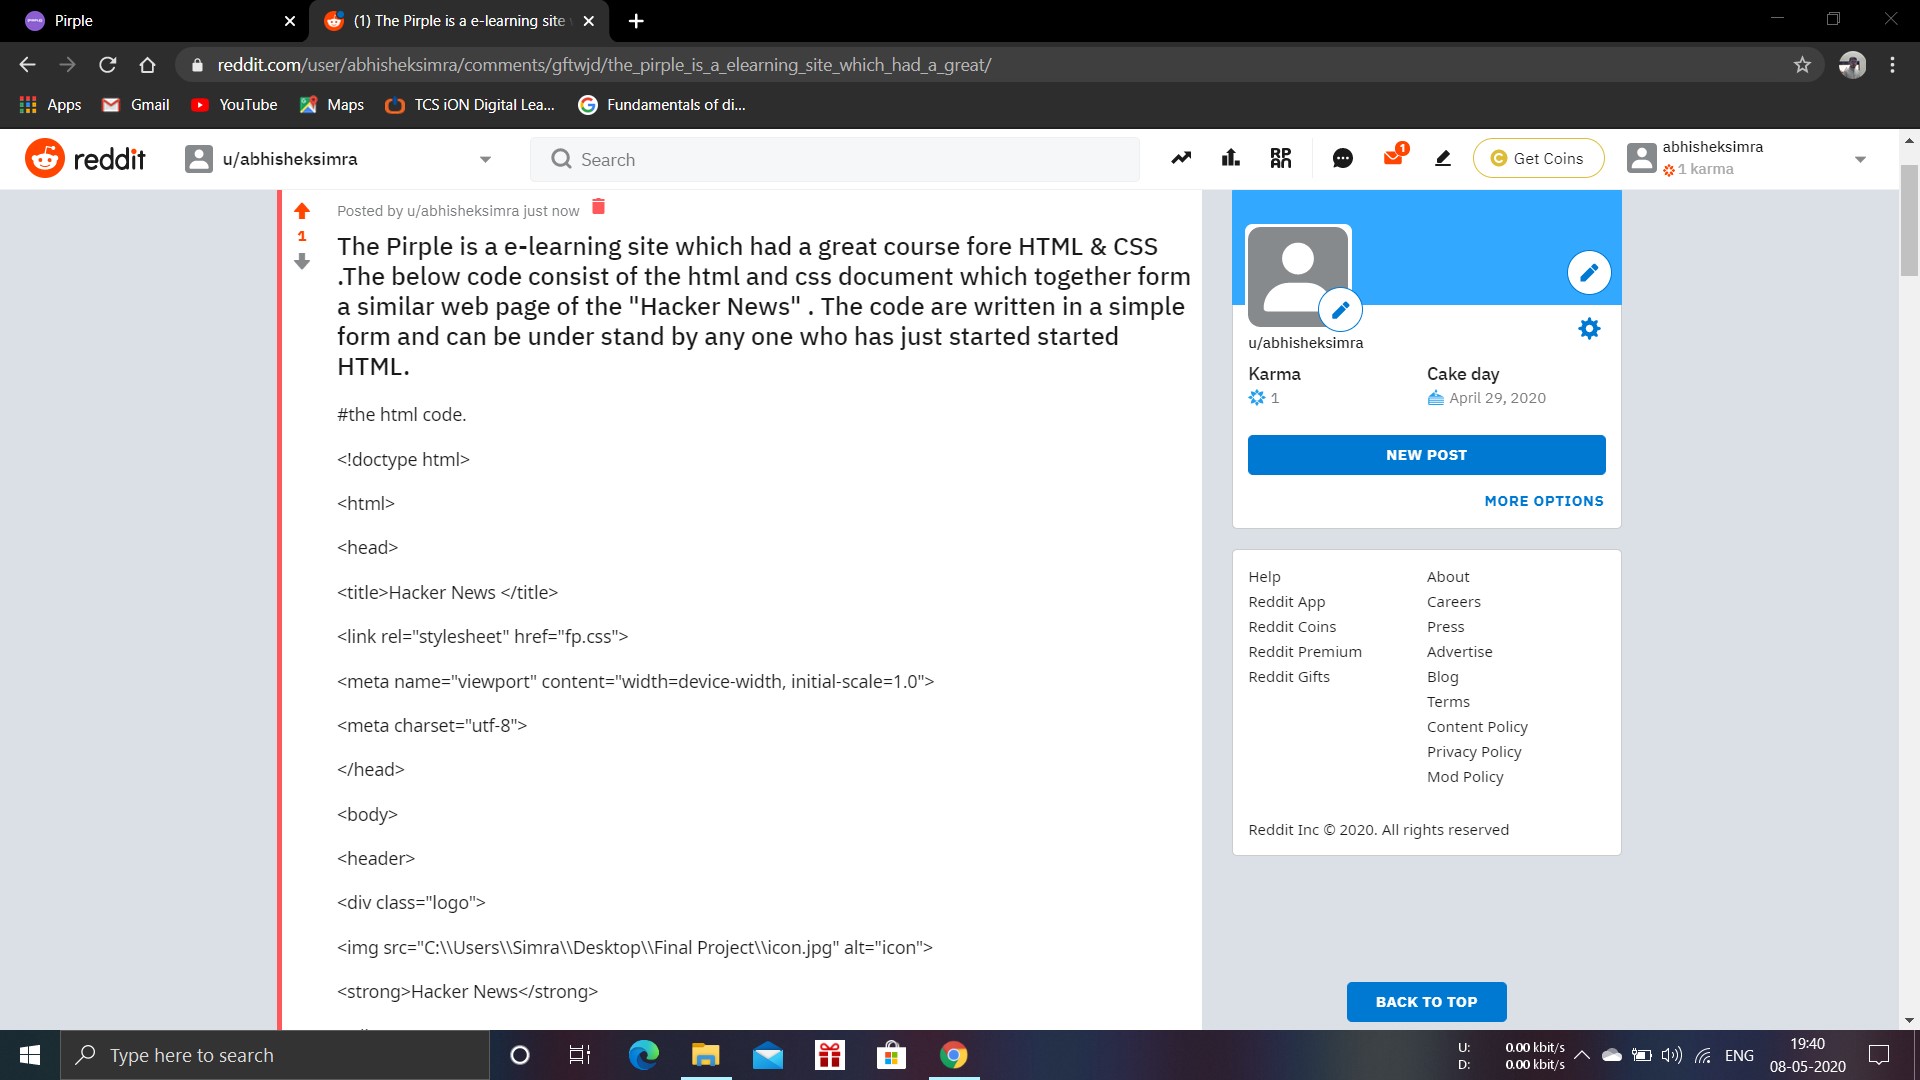 Pirple
(1) The Pirple is a e-learning site
reddit.com/user/abhisheksimra/comments/gftwjd/the_pirple_is_a_elearning_site_which_had_a_great/
Apps
Gmail
YouTube
Maps
TCS iON Digital Lea...
Fundamentals of di...
reddit
u/abhisheksimra
Search
1
Get Coins
abhisheksimra
1 karma
Posted by u/abhisheksimra just now
1
The Pirple is a e-learning site which had a great course fore HTML & CSS
.The below code consist of the html and css document which together form
a similar web page of the "Hacker News" . The code are written in a simple
form and can be under stand by any one who has just started started
HTML.
#the html code.
<!doctype html>
<html>
<head>
<title>Hacker News </title>
<link rel="stylesheet" href="fp.css">
<meta name="viewport" content="width=device-width, initial-scale=1.0">
<meta charset="utf-8">
</head>
<body>
<header>
<div class="logo">
<img src="C:\\Users\\Simra\\Desktop\\Final Project\\icon.jpg" alt="icon">
<strong>Hacker News</strong>
u/abhisheksimra
Karma
1
Cake day
April 29, 2020
NEW POST
MORE OPTIONS
Help
Reddit App
Reddit Coins
Reddit Premium
Reddit Gifts
About
Careers
Press
Advertise
Blog
Terms
Content Policy
Privacy Policy
Mod Policy
Reddit Inc © 2020. All rights reserved
BACK TO TOP
Type here to search
U: 0.00 kbit/s
D: 0.00 kbit/s
ENG
19:40
08-05-2020